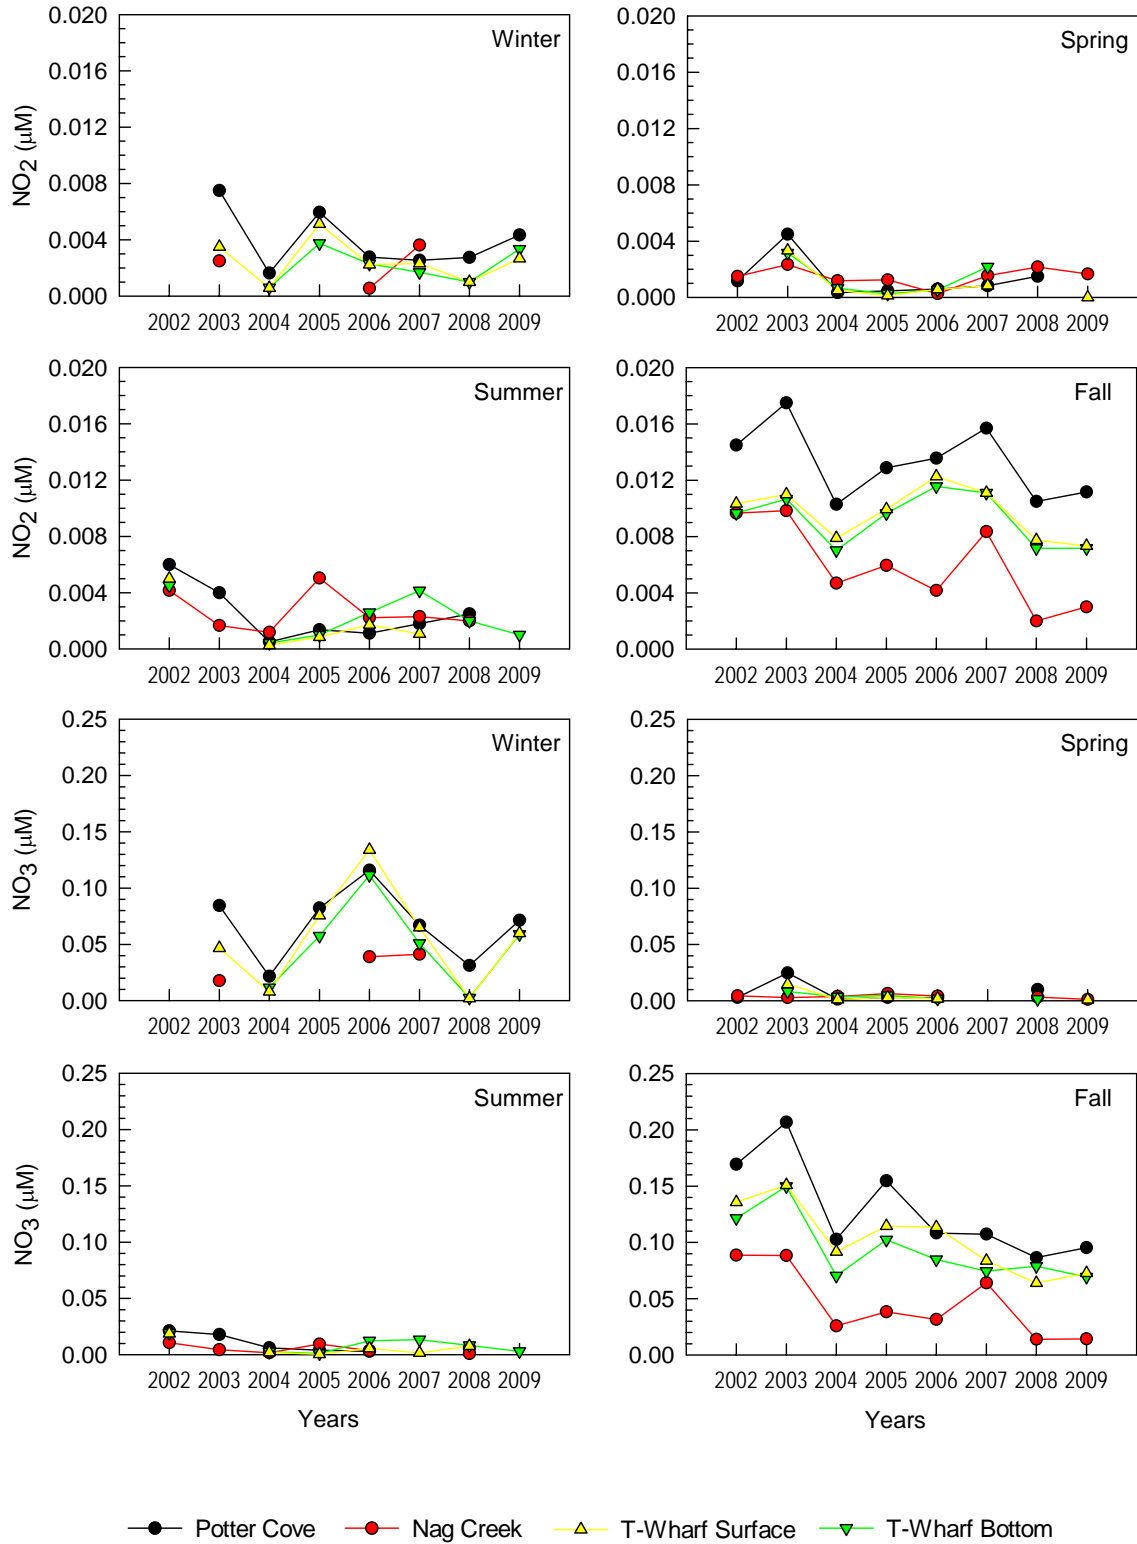 0.020 0.016 0.012 0.008 0.004 0.000
NO2 (μM)
Winter
2002 2003 2004 2005 2006 2007 2008 2009
0.020 0.016 0.012 0.008 0.004 0.000
Spring
2002 2003 2004 2005 2006 2007 2008 2009
0.020 0.016 0.012 0.008 0.004 0.000
NO2 (μM)
Summer
2002 2003 2004 2005 2006 2007 2008 2009
0.020 0.016 0.012 0.008 0.004 0.000
Fall
2002 2003 2004 2005 2006 2007 2008 2009
0.25 0.20 0.15 0.10 0.05 0.00
NO3 (μM)
Winter
2002 2003 2004 2005 2006 2007 2008 2009
0.25 0.20 0.15 0.10 0.05 0.00
Spring
2002 2003 2004 2005 2006 2007 2008 2009
0.25 0.20 0.15 0.10 0.05 0.00
NO3 (μM)
Summer
2002 2003 2004 2005 2006 2007 2008 2009
Years
0.25 0.20 0.15 0.10 0.05 0.00
Fall
2002 2003 2004 2005 2006 2007 2008 2009
Years
Potter Cove Nag Creek T-Wharf Surface T-Wharf Bottom